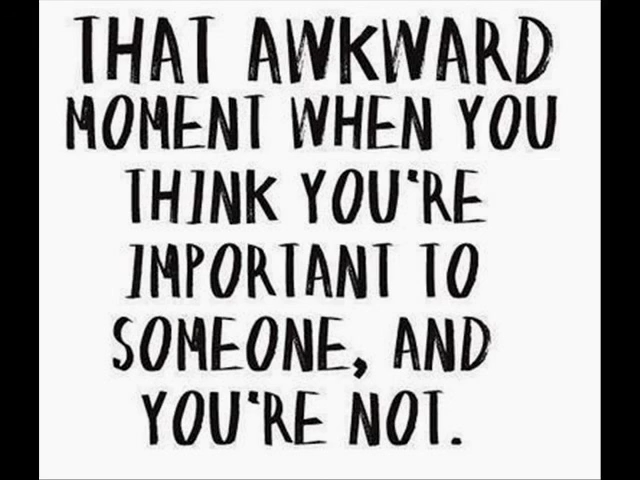 THAT AWKWARD
MOMENT WHEN YOU
THINK YOU'RE
IMPORTANT TO
SOMEONE, AND
YOU'RE NOT.